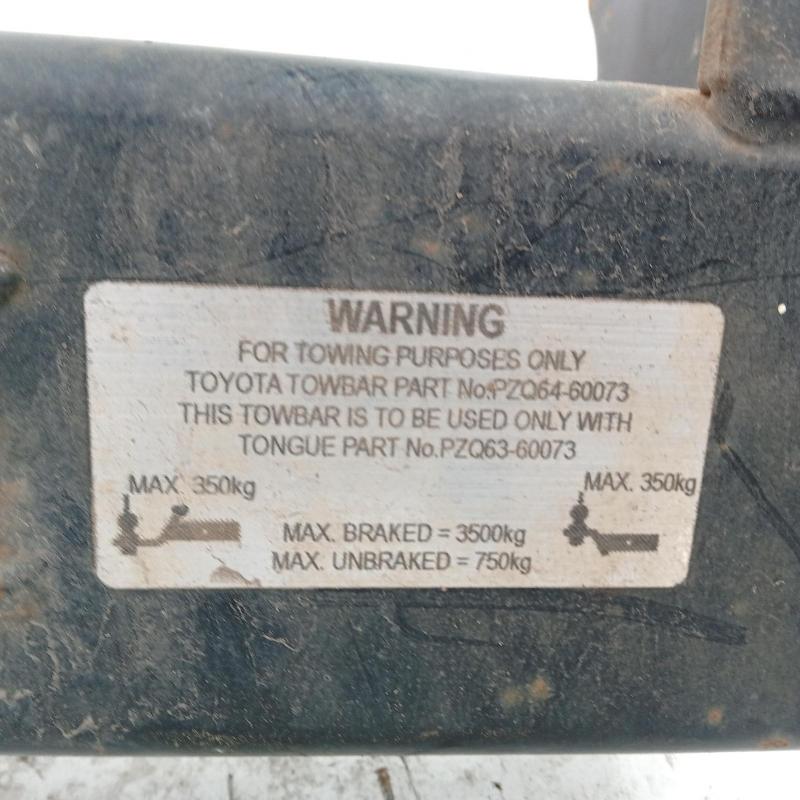 WARNING
FOR TOWING PURPOSES ONLY
TOYOTA TOWBAR PART No.PZQ64-60073
THIS TOWBAR IS TO BE USED ONLY WITH
TONGUE PART No.PZQ63-60073
MAX. 350kg
MAX. 350kg
MAX. BRAKED = 3500kg
MAX. UNBRAKED = 750kg